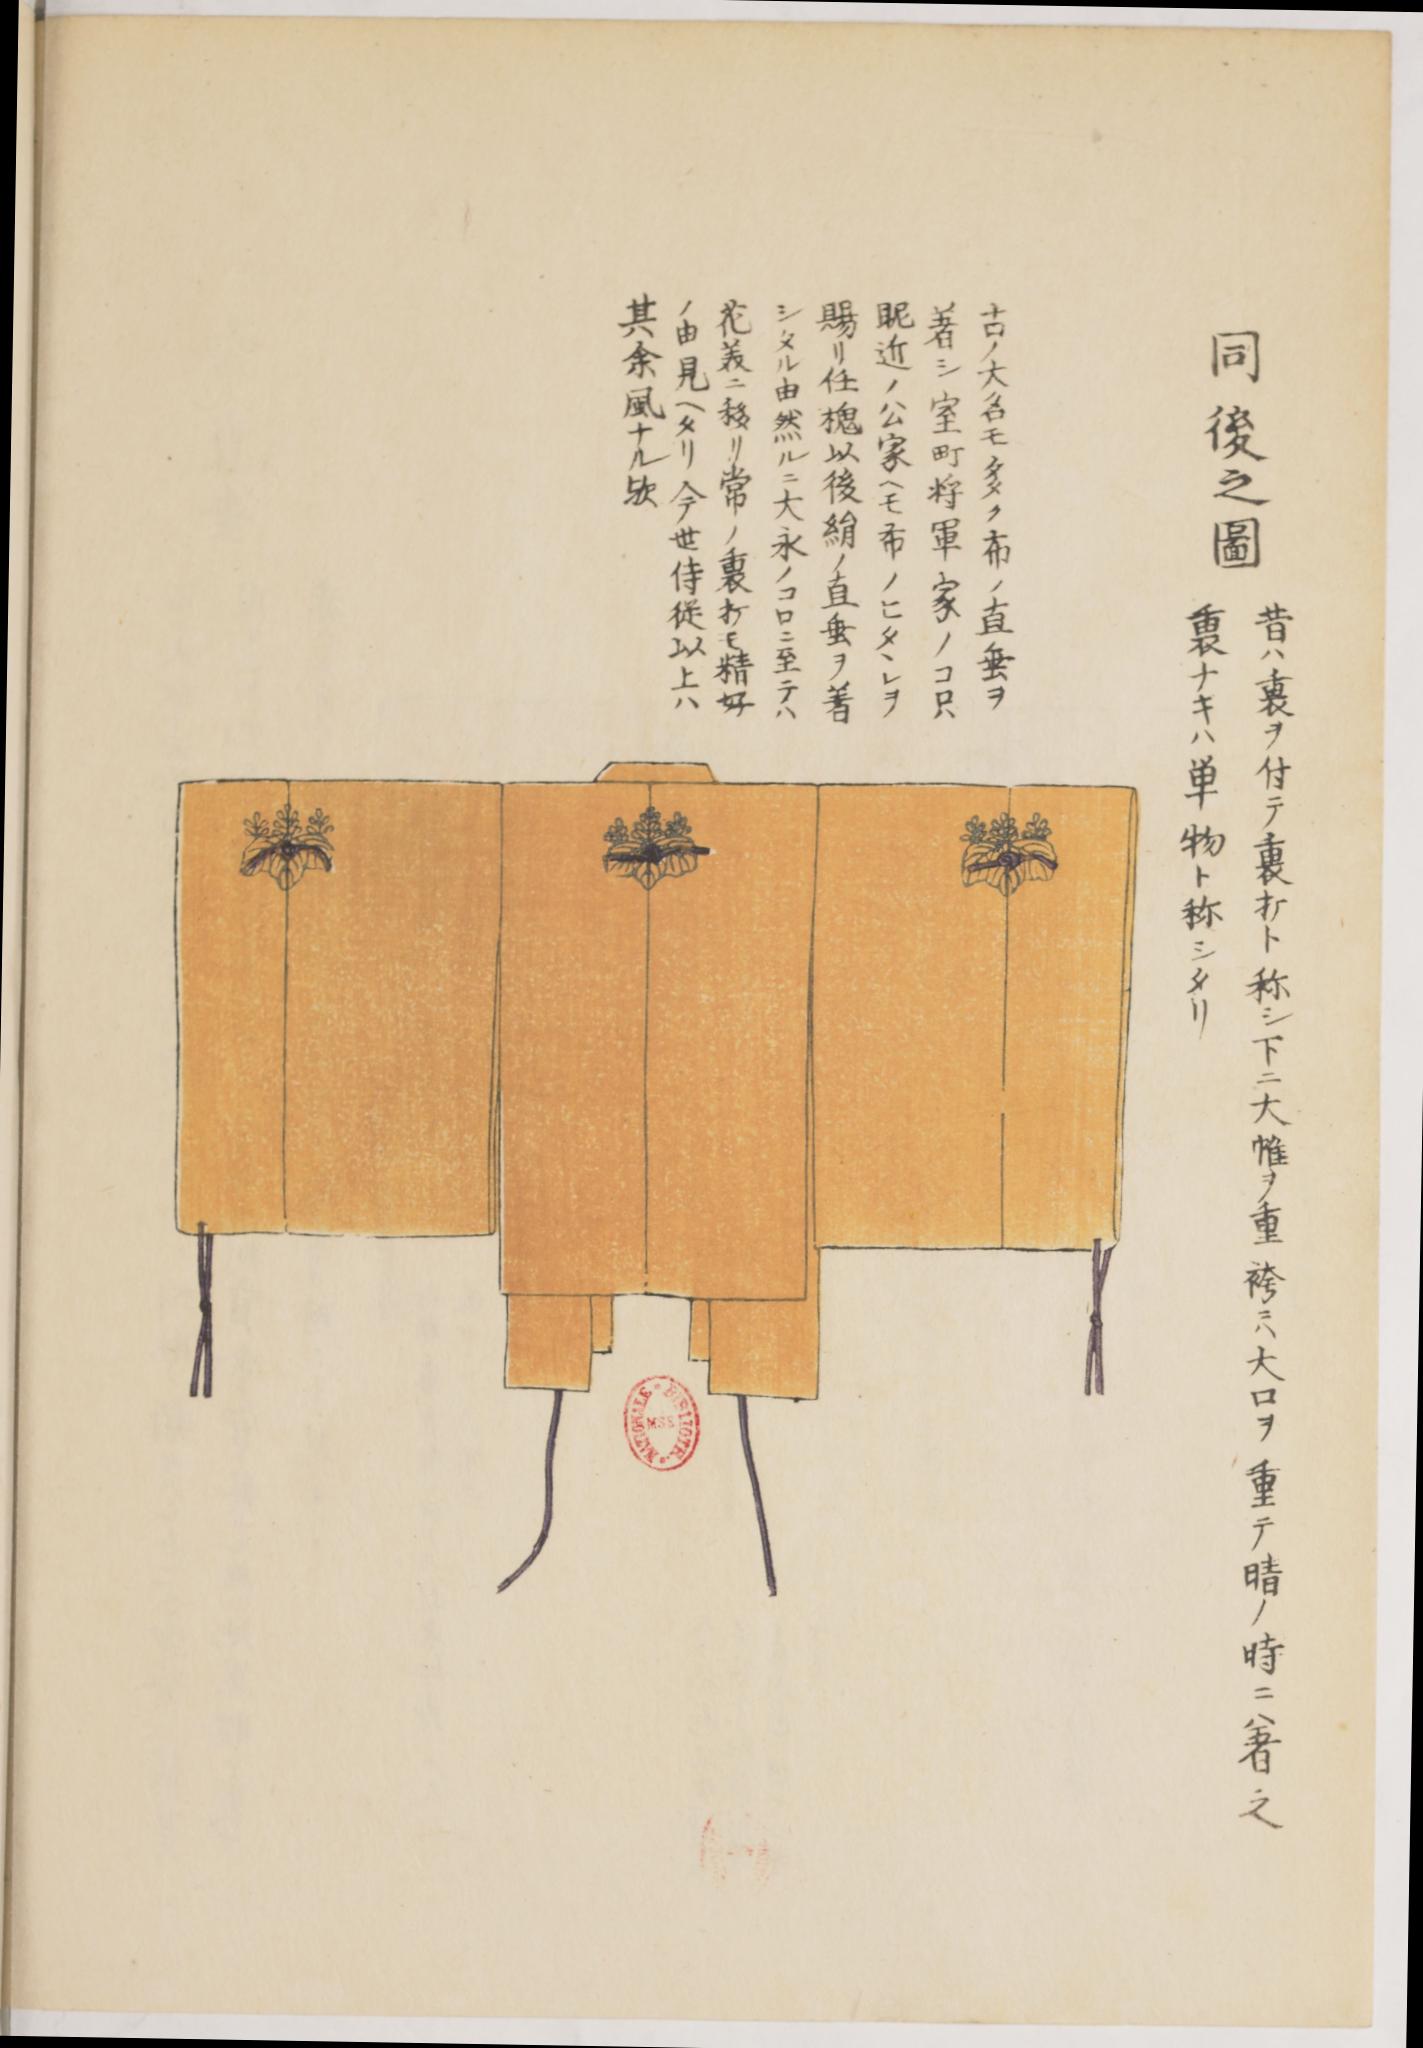 同後之圖
昔ハ裏ヲ付テ裏打ト称シ下ニ大帷ヲ重袴ニハ大口ヲ重テ晴ノ時ニハ著之
裏ナキハ単物ト称シタリ
古ノ大名モ多ク布ノ直垂ヲ
著シ室町将軍家ノコロハ
昵近ノ公家ヘモ布ノヒタヽレヲ
賜リ任槐以後絹ノ直垂ヲ著
シタル由然ルニ大永ノコロニ至テハ
花美ニ移リ常ノ裏打モ精好
ノ由見ヘタリ今世侍従以上ハ
其余風ナル歟
BIBLIOTH. NATIONALE
MSS